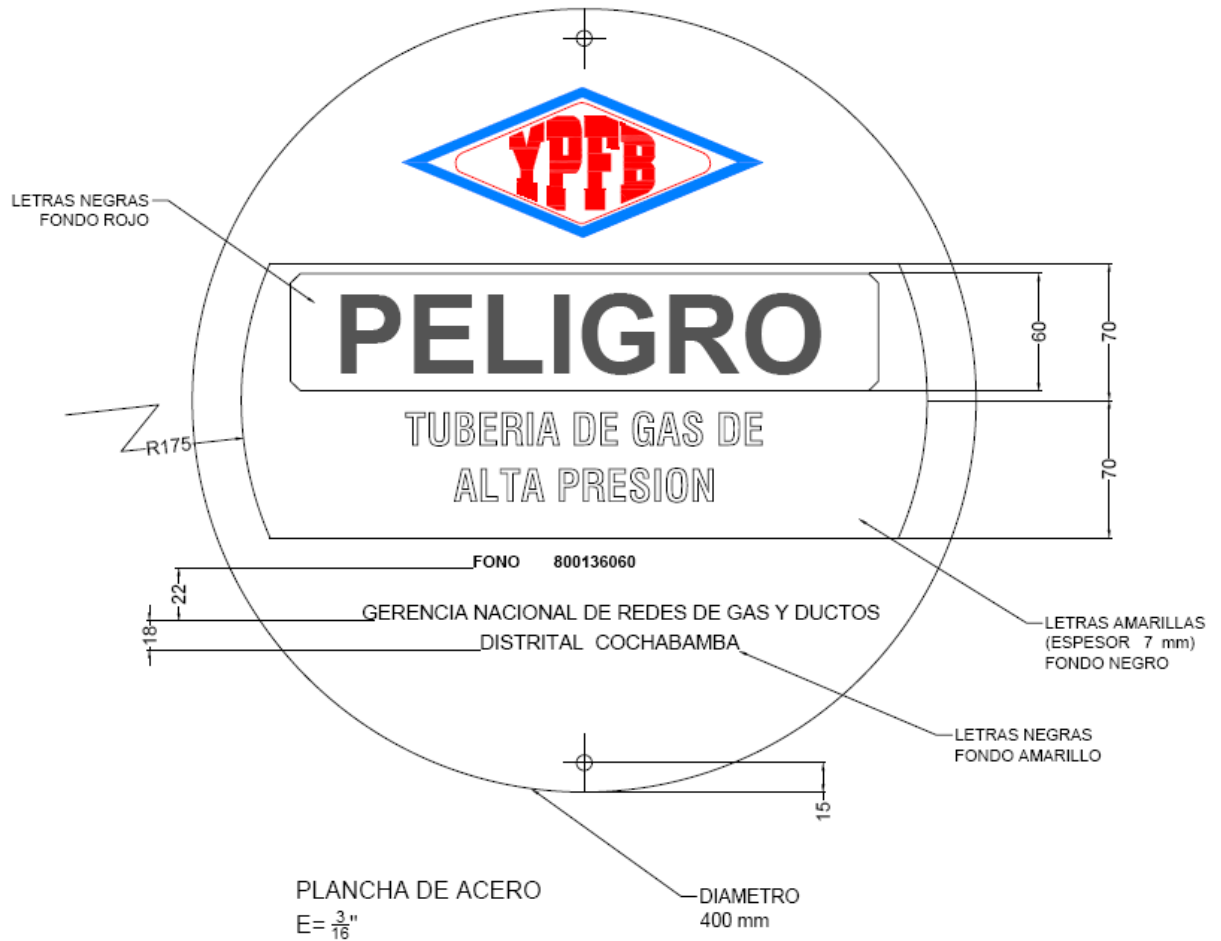 YPFB
LETRAS NEGRAS
FONDO ROJO
PELIGRO
60
70
TUBERIA DE GAS DE
ALTA PRESION
R175
70
FONO 800136060
22
GERENCIA NACIONAL DE REDES DE GAS Y DUCTOS
18
DISTRITAL COCHABAMBA
LETRAS AMARILLAS
(ESPESOR 7 mm)
FONDO NEGRO
LETRAS NEGRAS
FONDO AMARILLO
15
PLANCHA DE ACERO
E= 3/16"
DIAMETRO
400 mm